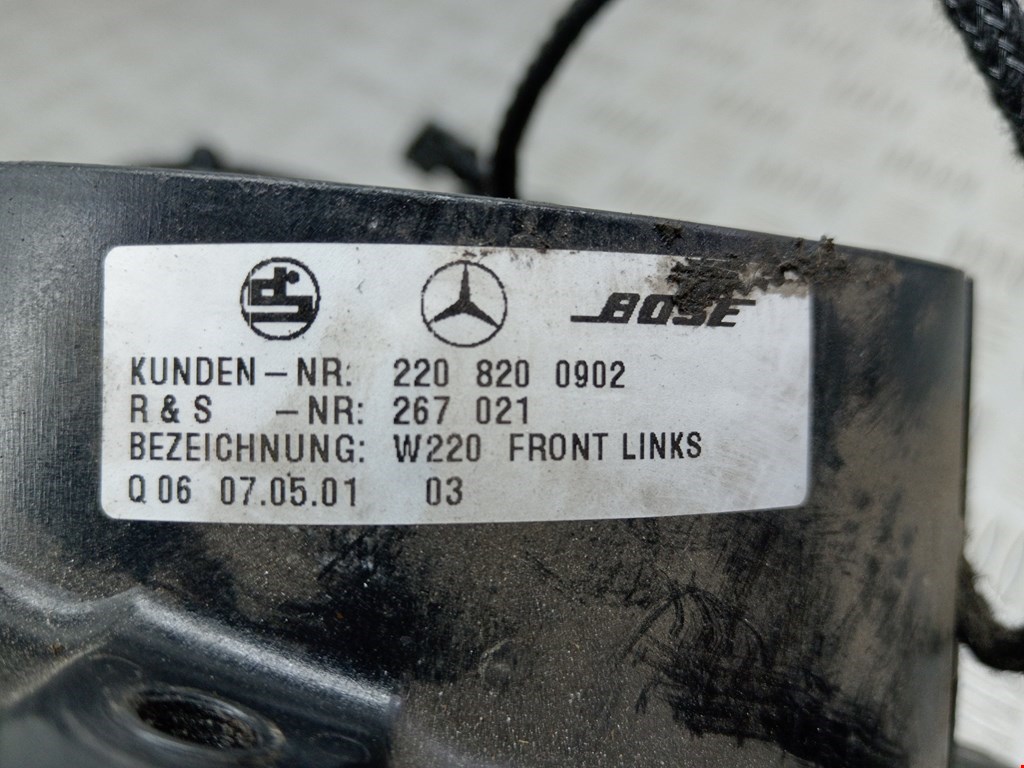 BOSE
KUNDEN-NR: 220 820 0902
R & S -NR: 267 021
BEZEICHNUNG: W220 FRONT LINKS
Q 06 07.05.01 03